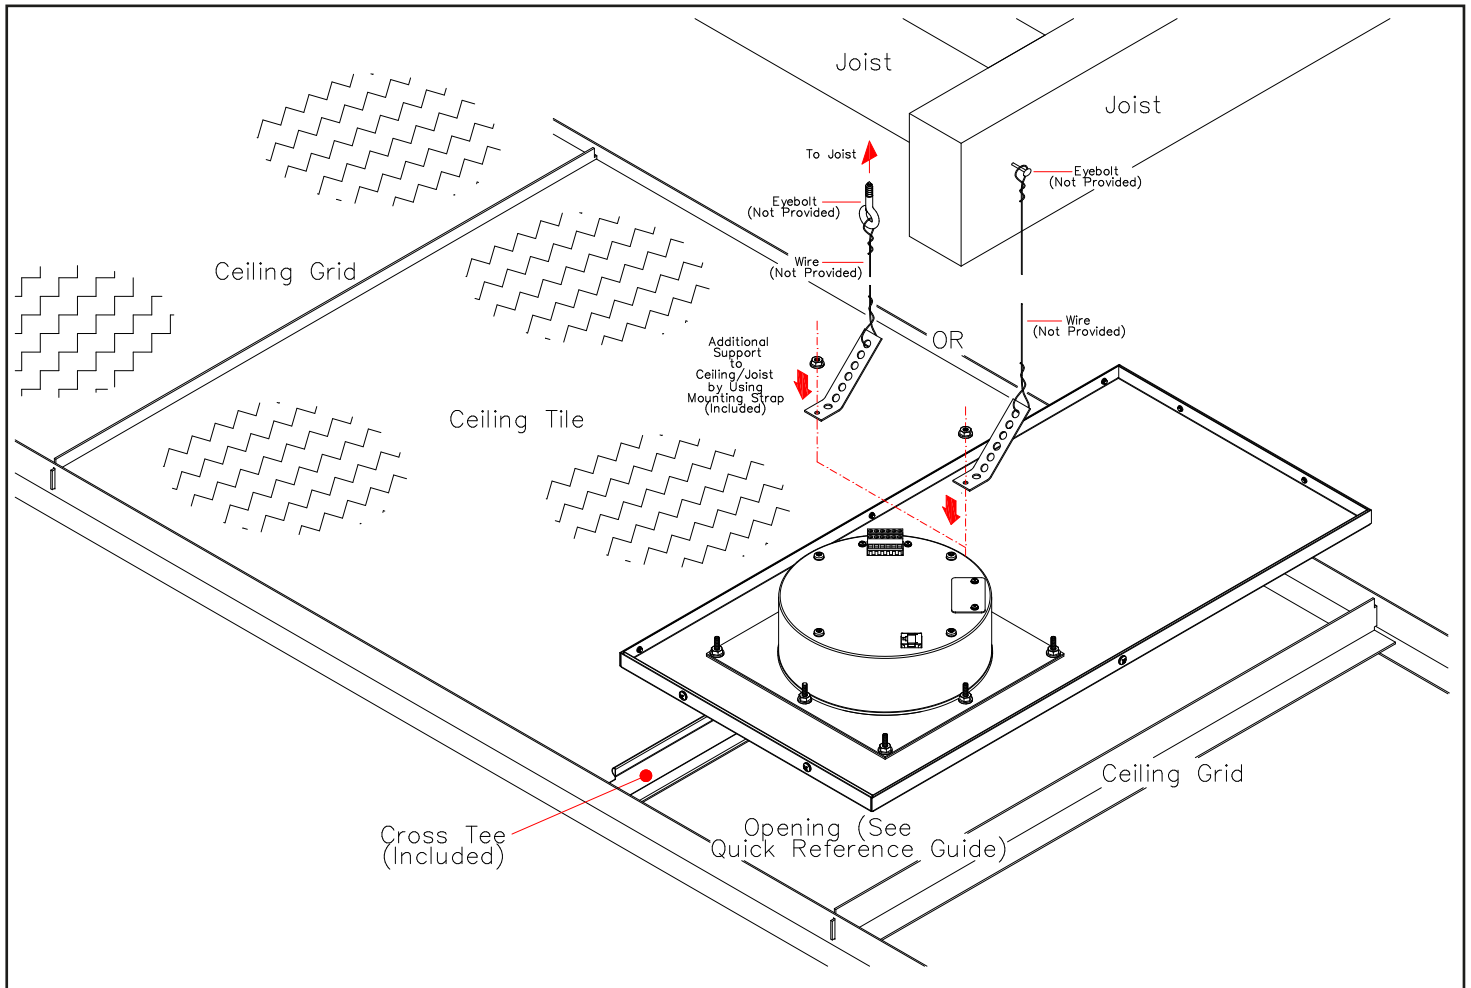 Joist
Joist
To Joist
Eyebolt
(Not Provided)
Eyebolt
(Not Provided)
Ceiling Grid
Wire
(Not Provided)
Wire
(Not Provided)
OR
Additional
Support
to
Ceiling/Joist
by Using
Mounting Strap
(Included)
Ceiling Tile
Ceiling Grid
Cross Tee
(Included)
Opening (See
Quick Reference Guide)